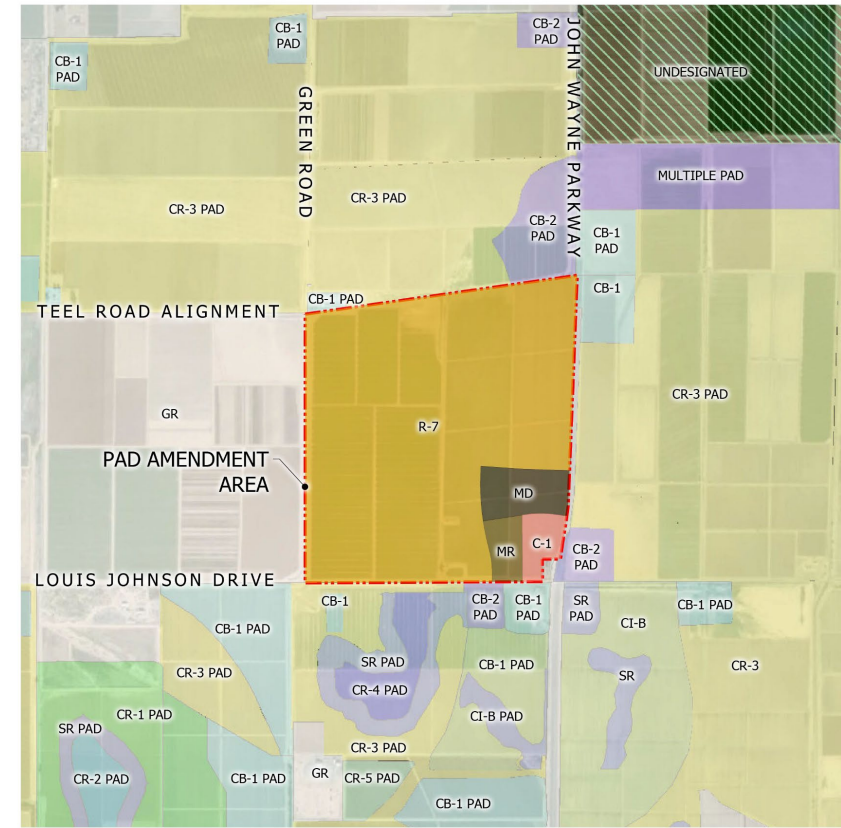 CB-1
PAD
CB-2
PAD
CB-1
PAD
UNDESIGNATED
GREEN ROAD
JOHN WAYNE PARKWAY
MULTIPLE PAD
CR-3 PAD
CR-3 PAD
CB-2
PAD
CB-1
PAD
CB-1
CB-1 PAD
TEEL ROAD ALIGNMENT
CR-3 PAD
GR
R-7
PAD AMENDMENT
AREA
MD
MR
C-1
CB-2
PAD
LOUIS JOHNSON DRIVE
CB-1
CB-2
PAD
CB-1
PAD
SR
PAD
CB-1 PAD
CI-B
CB-1 PAD
SR PAD
CB-1 PAD
CR-3
CR-3 PAD
SR
CR-4 PAD
CR-1 PAD
CI-B PAD
SR PAD
CR-3 PAD
CR-2 PAD
CB-1 PAD
GR
CR-5 PAD
CB-1 PAD